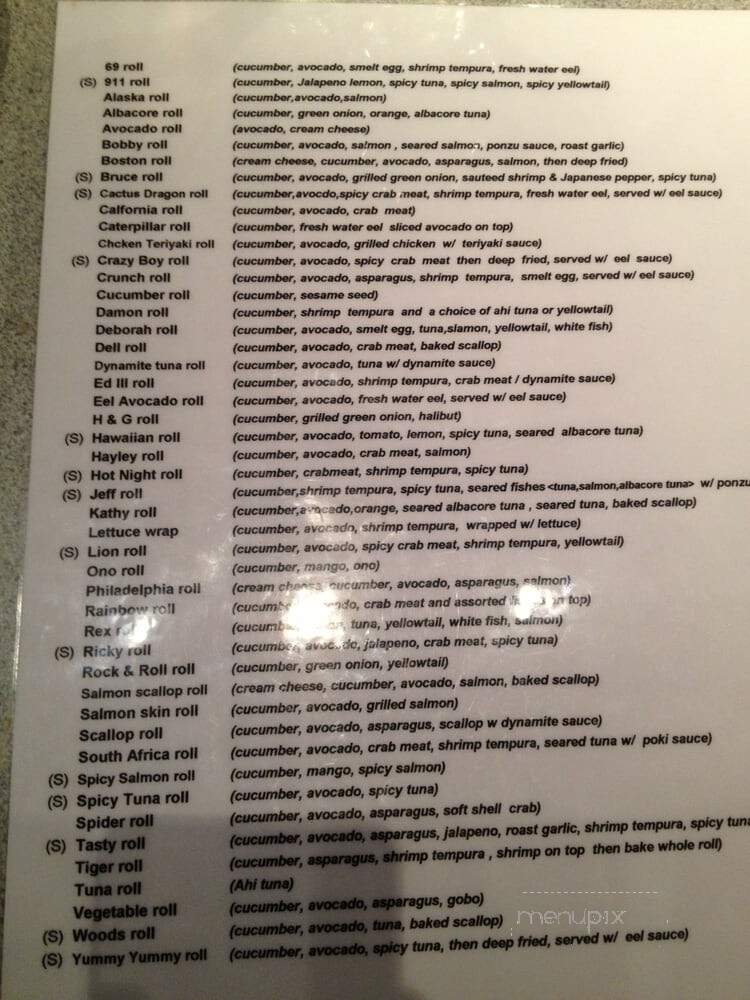 69 roll (cucumber, avocado, smelt egg, shrimp tempura, fresh water eel)
(S) 911 roll (cucumber, Jalapeno lemon, spicy tuna, spicy salmon, spicy yellowtail)
Alaska roll (cucumber,avocado,salmon)
Albacore roll (cucumber, green onion, orange, albacore tuna)
Avocado roll (avocado, cream cheese)
Bobby roll (cucumber, avocado, salmon , seared salmon, ponzu sauce, roast garlic)
Boston roll (cream cheese, cucumber, avocado, asparagus, salmon, then deep fried)
(S) Bruce roll (cucumber, avocado, grilled green onion, sauteed shrimp & Japanese pepper, spicy tuna)
(S) Cactus Dragon roll (cucumber,avocdo,spicy crab meat, shrimp tempura, fresh water eel, served w/ eel sauce)
Calfornia roll (cucumber, avocado, crab meat)
Caterpillar roll (cucumber, fresh water eel sliced avocado on top)
Chcken Teriyaki roll (cucumber, avocado, grilled chicken w/ teriyaki sauce)
(S) Crazy Boy roll (cucumber, avocado, spicy crab meat then deep fried, served w/ eel sauce)
Crunch roll (cucumber, avocado, asparagus, shrimp tempura, smelt egg, served w/ eel sauce)
Cucumber roll (cucumber, sesame seed)
Damon roll (cucumber, shrimp tempura and a choice of ahi tuna or yellowtail)
Deborah roll (cucumber, avocado, smelt egg, tuna,slamon, yellowtail, white fish)
Dell roll (cucumber, avocado, crab meat, baked scallop)
Dynamite tuna roll (cucumber, avocado, tuna w/ dynamite sauce)
Ed III roll (cucumber, avocado, shrimp tempura, crab meat / dynamite sauce)
Eel Avocado roll (cucumber, avocado, fresh water eel, served w/ eel sauce)
H & G roll (cucumber, grilled green onion, halibut)
(S) Hawaiian roll (cucumber, avocado, tomato, lemon, spicy tuna, seared albacore tuna)
Hayley roll (cucumber, avocado, crab meat, salmon)
(S) Hot Night roll (cucumber, crabmeat, shrimp tempura, spicy tuna)
(S) Jeff roll (cucumber,shrimp tempura, spicy tuna, seared fishes <tuna,salmon,albacore tuna> w/ ponzu
Kathy roll (cucumber,avocado,orange, seared albacore tuna , seared tuna, baked scallop)
Lettuce wrap (cucumber, avocado, shrimp tempura, wrapped w/ lettuce)
(S) Lion roll (cucumber, avocado, spicy crab meat, shrimp tempura, yellowtail)
Ono roll (cucumber, mango, ono)
Philadelphia roll (cream cheese, cucumber, avocado, asparagus, salmon)
Rainbow roll crab meat and assorted on top)
Rex roll tuna, yellowtail, white fish, salmon)
(S) Ricky roll (cucumber, avocado, jalapeno, crab meat, spicy tuna)
Rock & Roll roll (cucumber, green onion, yellowtail)
Salmon scallop roll (cream cheese, cucumber, avocado, salmon, baked scallop)
Salmon skin roll (cucumber, avocado, grilled salmon)
Scallop roll (cucumber, avocado, asparagus, scallop w dynamite sauce)
South Africa roll (cucumber, avocado, crab meat, shrimp tempura, seared tuna w/ poki sauce)
(S) Spicy Salmon roll (cucumber, mango, spicy salmon)
(S) Spicy Tuna roll (cucumber, avocado, spicy tuna)
Spider roll (cucumber, avocado, asparagus, soft shell crab)
(S) Tasty roll (cucumber, avocado, asparagus, jalapeno, roast garlic, shrimp tempura, spicy tuna
Tiger roll (cucumber, asparagus, shrimp tempura , shrimp on top then bake whole roll)
Tuna roll (Ahi tuna)
Vegetable roll (cucumber, avocado, asparagus, gobo)
(S) Woods roll (cucumber, avocado, tuna, baked scallop)
(S) Yummy Yummy roll (cucumber, avocado, spicy tuna, then deep fried, served w/ eel sauce)
menupix